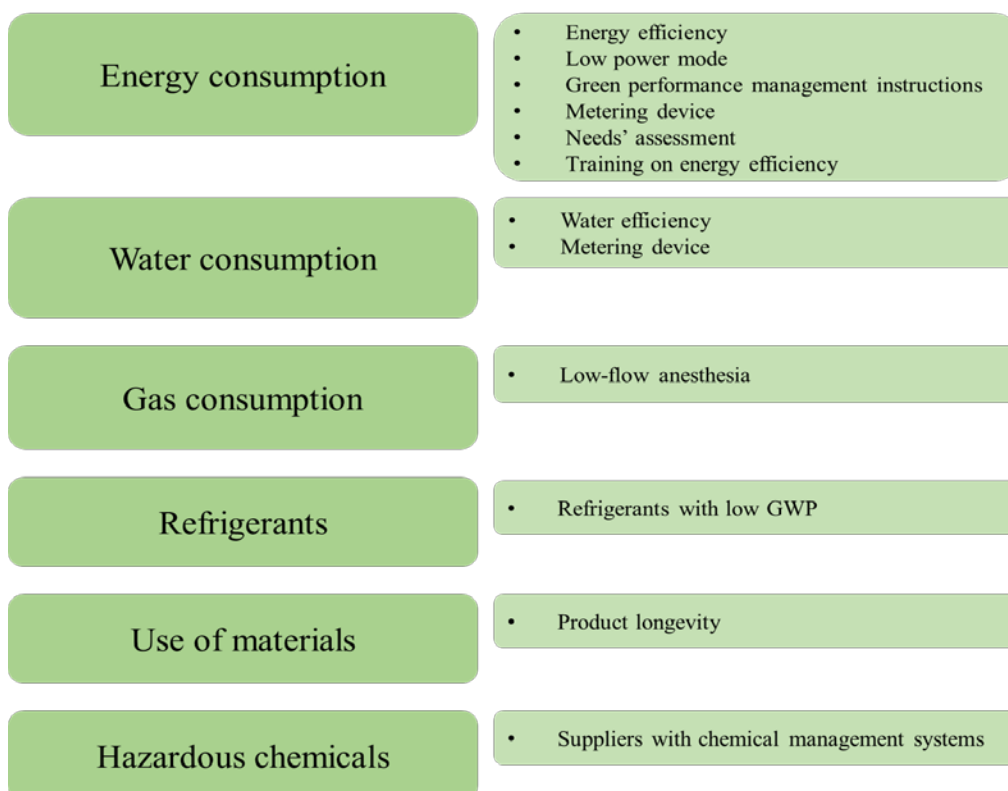 Energy consumption
• Energy efficiency
• Low power mode
• Green performance management instructions
• Metering device
• Needs’ assessment
• Training on energy efficiency
Water consumption
• Water efficiency
• Metering device
Gas consumption
• Low-flow anesthesia
Refrigerants
• Refrigerants with low GWP
Use of materials
• Product longevity
Hazardous chemicals
• Suppliers with chemical management systems